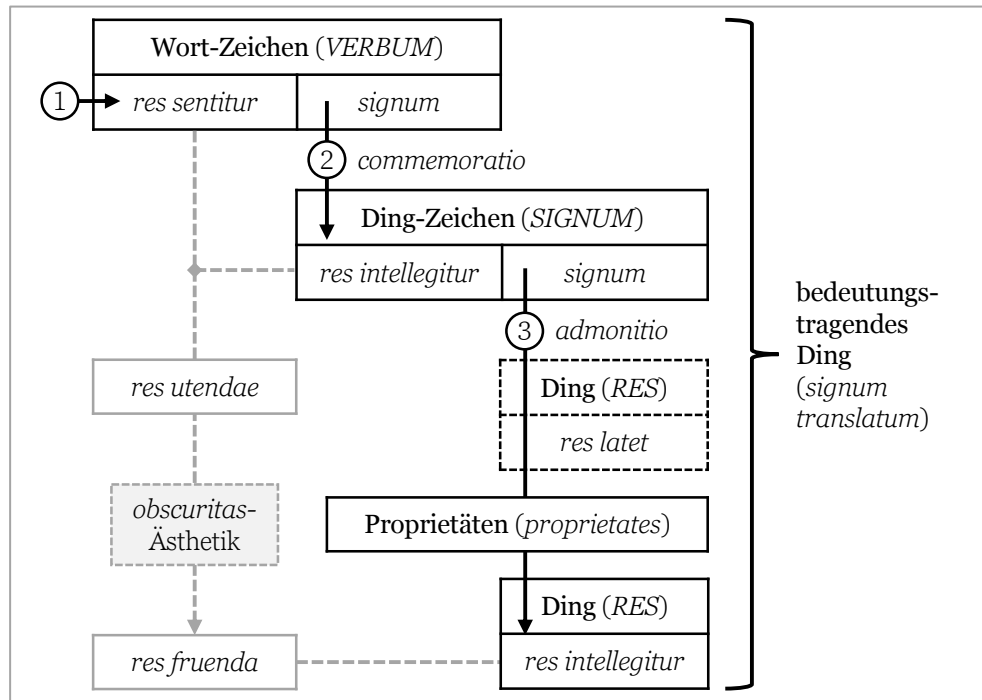 Wort-Zeichen (VERBUM)
1
res sentitur
signum
2
commemoratio
Ding-Zeichen (SIGNUM)
res intellegitur
signum
3
admonitio
bedeutungs-
tragendes
Ding
(signum
translatum)
res utendae
Ding (RES)
res latet
obscuritas-
Ästhetik
Proprietäten (proprietates)
Ding (RES)
res fruenda
res intellegitur